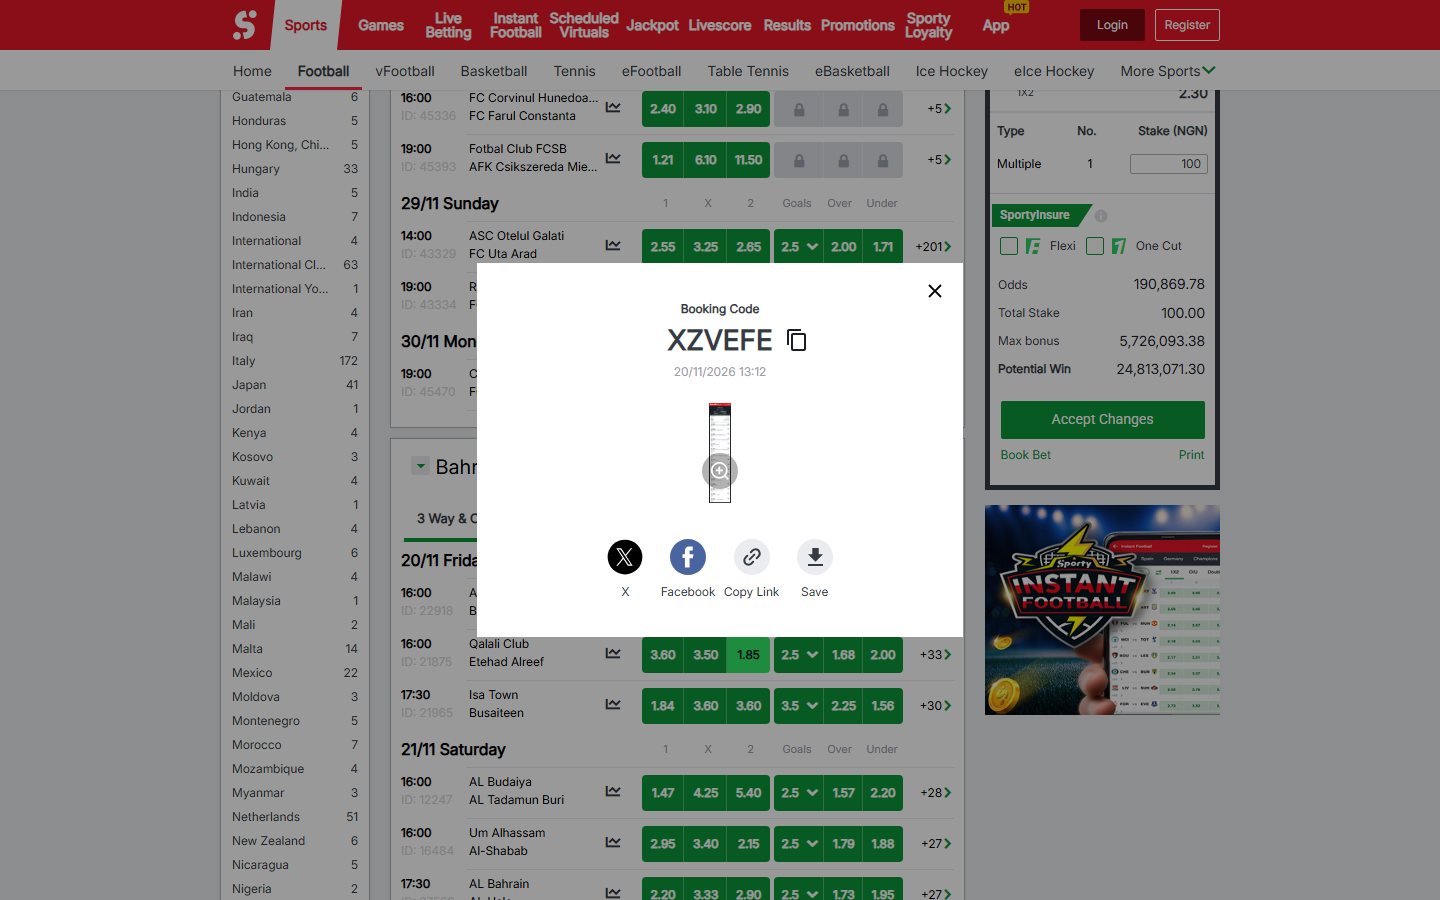 Sports
Games
Live Betting
Instant Football
Scheduled Virtuals
Jackpot
Livescore
Results
Promotions
Sporty Loyalty
App
HOT
Login
Register
Home
Football
vFootball
Basketball
Tennis
eFootball
Table Tennis
eBasketball
Ice Hockey
eIce Hockey
More Sports
Guatemala 6
Honduras 5
Hong Kong, Chi... 5
Hungary 33
India 5
Indonesia 7
International 4
International Cl... 63
International Yo... 1
Iran 4
Iraq 7
Italy 172
Japan 41
Jordan 1
Kenya 4
Kosovo 3
Kuwait 4
Latvia 1
Lebanon 4
Luxembourg 6
Malawi 4
Malaysia 1
Mali 2
Malta 14
Mexico 22
Moldova 3
Montenegro 5
Morocco 7
Mozambique 4
Myanmar 3
Netherlands 51
New Zealand 6
Nicaragua 5
Nigeria 2
16:00 FC Corvinul Hunedoa... 2.40 3.10 2.90 +5
ID: 45336 FC Farul Constanta
19:00 Fotbal Club FCSB 1.21 6.10 11.50 +5
ID: 45393 AFK Csikszereda Mie...
29/11 Sunday 1 X 2 Goals Over Under
14:00 ASC Otelul Galati 2.55 3.25 2.65 2.5 2.00 1.71 +201
ID: 43329 FC Uta Arad
19:00 R
ID: 43334
30/11 Mon
19:00 C
ID: 45470
Bahr
3 Way & O
20/11 Frida
16:00 A
ID: 22918 B
16:00 Qalali Club 3.60 3.50 1.85 2.5 1.68 2.00 +33
ID: 21875 Etehad Alreef
17:30 Isa Town 1.84 3.60 3.60 3.5 2.25 1.56 +30
ID: 21965 Busaiteen
21/11 Saturday 1 X 2 Goals Over Under
16:00 AL Budaiya 1.47 4.25 5.40 2.5 1.57 2.20 +28
ID: 12247 AL Tadamun Buri
16:00 Um Alhassam 2.95 3.40 2.15 2.5 1.79 1.88 +27
ID: 16484 Al-Shabab
17:30 AL Bahrain 2.20 3.33 2.90 2.5 1.73 1.95 +27
Booking Code
XZVEFE
20/11/2026 13:12
X
Facebook
Copy Link
Save
1X2 2.30
Type No. Stake (NGN)
Multiple 1 100
SportyInsure
Flexi
One Cut
Odds 190,869.78
Total Stake 100.00
Max bonus 5,726,093.38
Potential Win 24,813,071.30
Accept Changes
Book Bet Print
Sporty
INSTANT
FOOTBALL